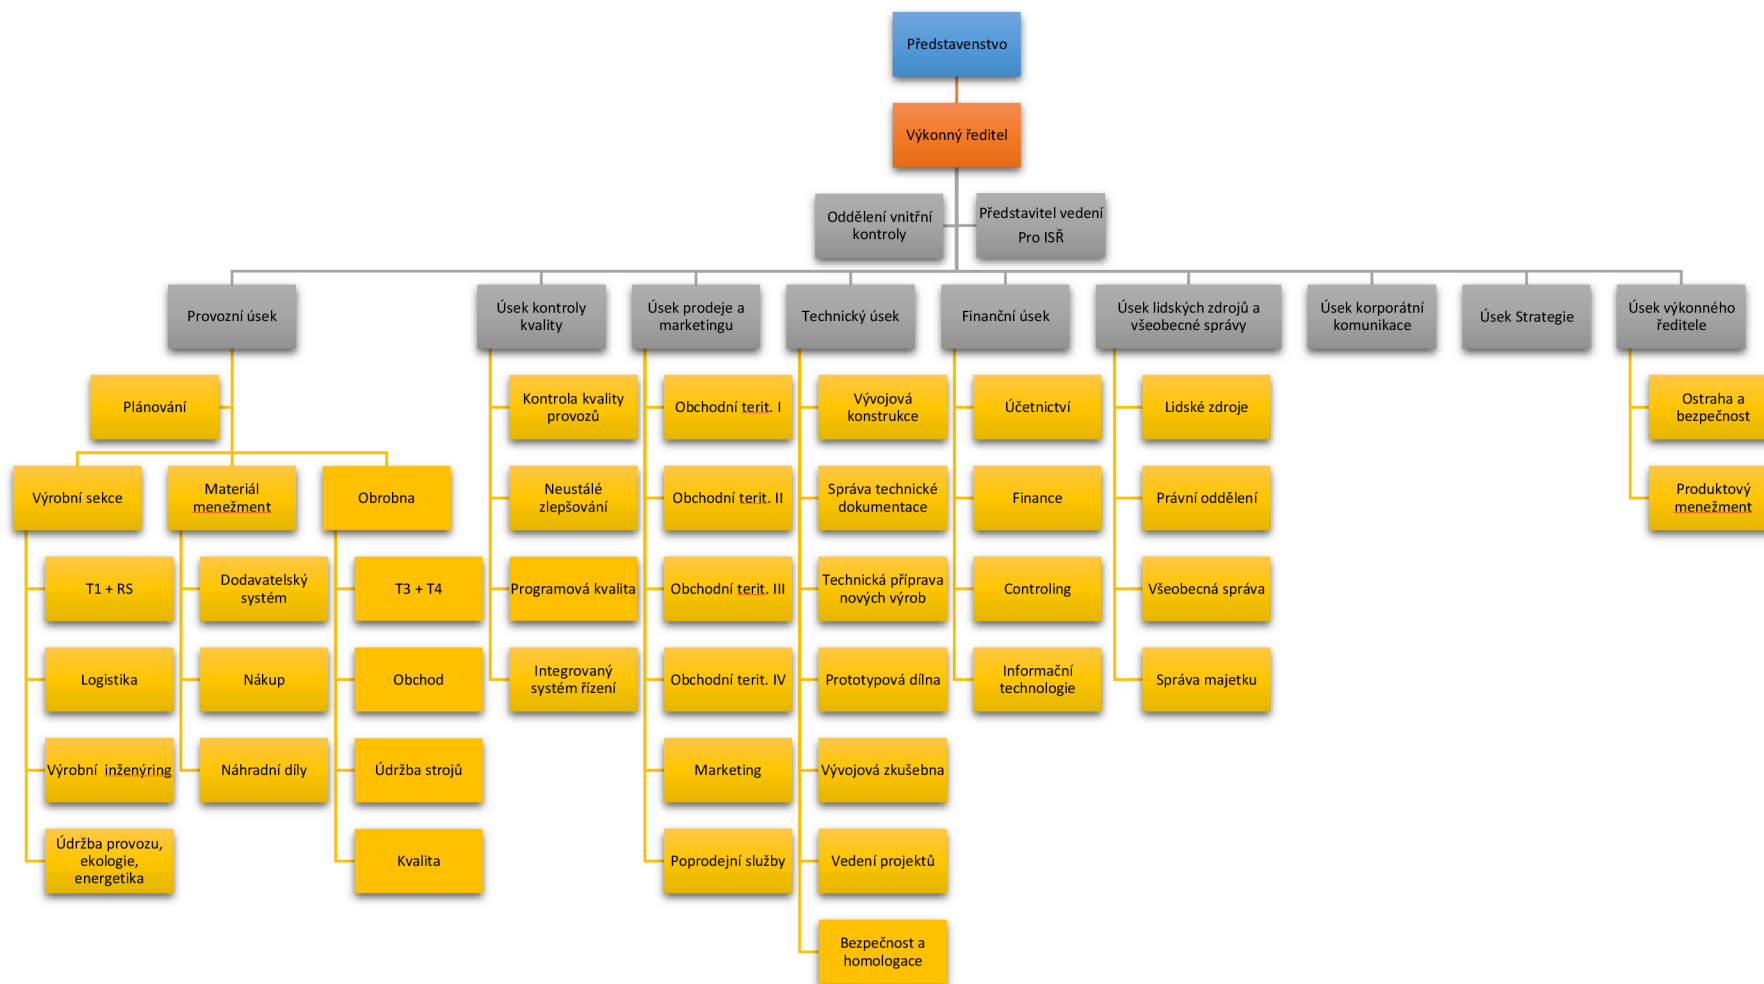 Představenstvo
Výkonný ředitel
Oddělení vnitřní
kontroly
Představitel vedení
Pro ISŘ
Provozní úsek
Úsek kontroly
kvality
Úsek prodeje a
marketingu
Technický úsek
Finanční úsek
Úsek lidských zdrojů a
všeobecné správy
Úsek korporátní
komunikace
Úsek Strategie
Úsek výkonného
ředitele
Plánování
Výrobní sekce
Materiál
menežment
Obrobna
T1 + RS
Logistika
Výrobní  inženýring
Údržba provozu,
ekologie,
energetika
Dodavatelský
systém
Nákup
Náhradní díly
T3 + T4
Obchod
Údržba strojů
Kvalita
Kontrola kvality
provozů
Neustálé
zlepšování
Programová kvalita
Integrovaný
systém řízení
Obchodní terit. I
Obchodní terit. II
Obchodní terit. III
Obchodní terit. IV
Marketing
Poprodejní služby
Vývojová
konstrukce
Správa technické
dokumentace
Technická příprava
nových výrob
Prototypová dílna
Vývojová zkušebna
Vedení projektů
Bezpečnost a
homologace
Účetnictví
Finance
Controling
Informační
technologie
Lidské zdroje
Právní oddělení
Všeobecná správa
Správa majetku
Ostraha a
bezpečnost
Produktový
menežment